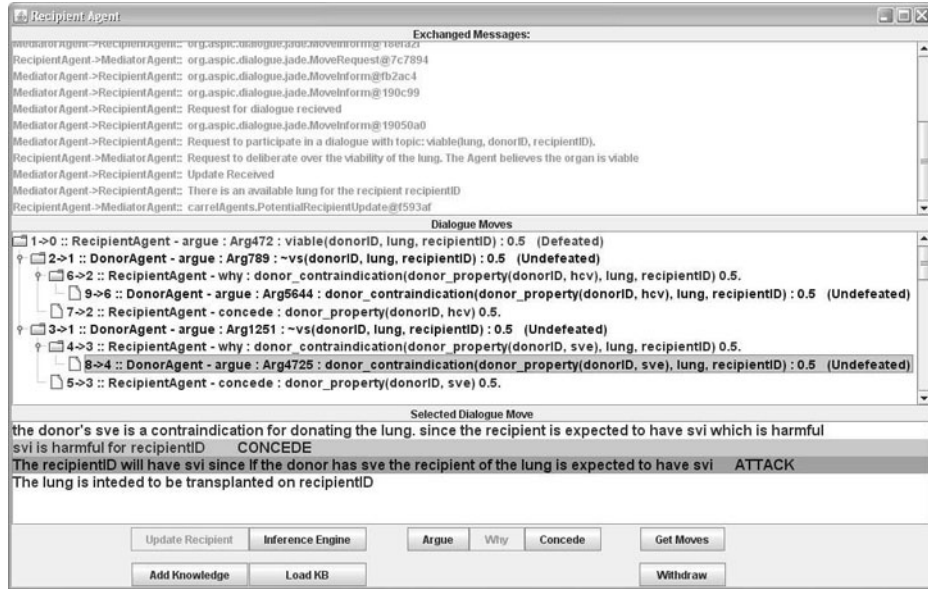 Recipient Agent
Exchanged Messages:
MediatorAgent->RecipientAgent:: org.aspic.dialogue.jade.MoveInform@18efa2f
RecipientAgent->MediatorAgent:: org.aspic.dialogue.jade.MoveRequest@7c7894
MediatorAgent->RecipientAgent:: org.aspic.dialogue.jade.MoveInform@fb2ac4
MediatorAgent->RecipientAgent:: org.aspic.dialogue.jade.MoveInform@190c99
MediatorAgent->RecipientAgent:: Request for dialogue recieved
MediatorAgent->RecipientAgent:: org.aspic.dialogue.jade.MoveInform@19050a0
MediatorAgent->RecipientAgent:: Request to participate in a dialogue with topic: viable(lung, donorID, recipientID).
RecipientAgent->MediatorAgent:: Request to deliberate over the viability of the lung. The Agent believes the organ is viable
MediatorAgent->RecipientAgent:: Update Received
MediatorAgent->RecipientAgent:: There is an available lung for the recipient recipientID
RecipientAgent->MediatorAgent:: carrelAgents.PotentialRecipientUpdate@f593af
Dialogue Moves
1->0 :: RecipientAgent - argue : Arg472 : viable(donorID, lung, recipientID) : 0.5 (Defeated)
2->1 :: DonorAgent - argue : Arg789 : ~vs(donorID, lung, recipientID) : 0.5 (Undefeated)
6->2 :: RecipientAgent - why : donor_contraindication(donor_property(donorID, hcv), lung, recipientID) 0.5.
9->6 :: DonorAgent - argue : Arg5644 : donor_contraindication(donor_property(donorID, hcv), lung, recipientID) : 0.5 (Undefeated)
7->2 :: RecipientAgent - concede : donor_property(donorID, hcv) 0.5.
3->1 :: DonorAgent - argue : Arg1251 : ~vs(donorID, lung, recipientID) : 0.5 (Undefeated)
4->3 :: RecipientAgent - why : donor_contraindication(donor_property(donorID, sve), lung, recipientID) 0.5.
8->4 :: DonorAgent - argue : Arg4725 : donor_contraindication(donor_property(donorID, sve), lung, recipientID) : 0.5 (Undefeated)
5->3 :: RecipientAgent - concede : donor_property(donorID, sve) 0.5.
Selected Dialogue Move
the donor's sve is a contraindication for donating the lung. since the recipient is expected to have svi which is harmful
svi is harmful for recipientID CONCEDE
The recipientID will have svi since If the donor has sve the recipient of the lung is expected to have svi ATTACK
The lung is inteded to be transplanted on recipientID
Update Recipient Inference Engine Argue Why Concede Get Moves
Add Knowledge Load KB Withdraw